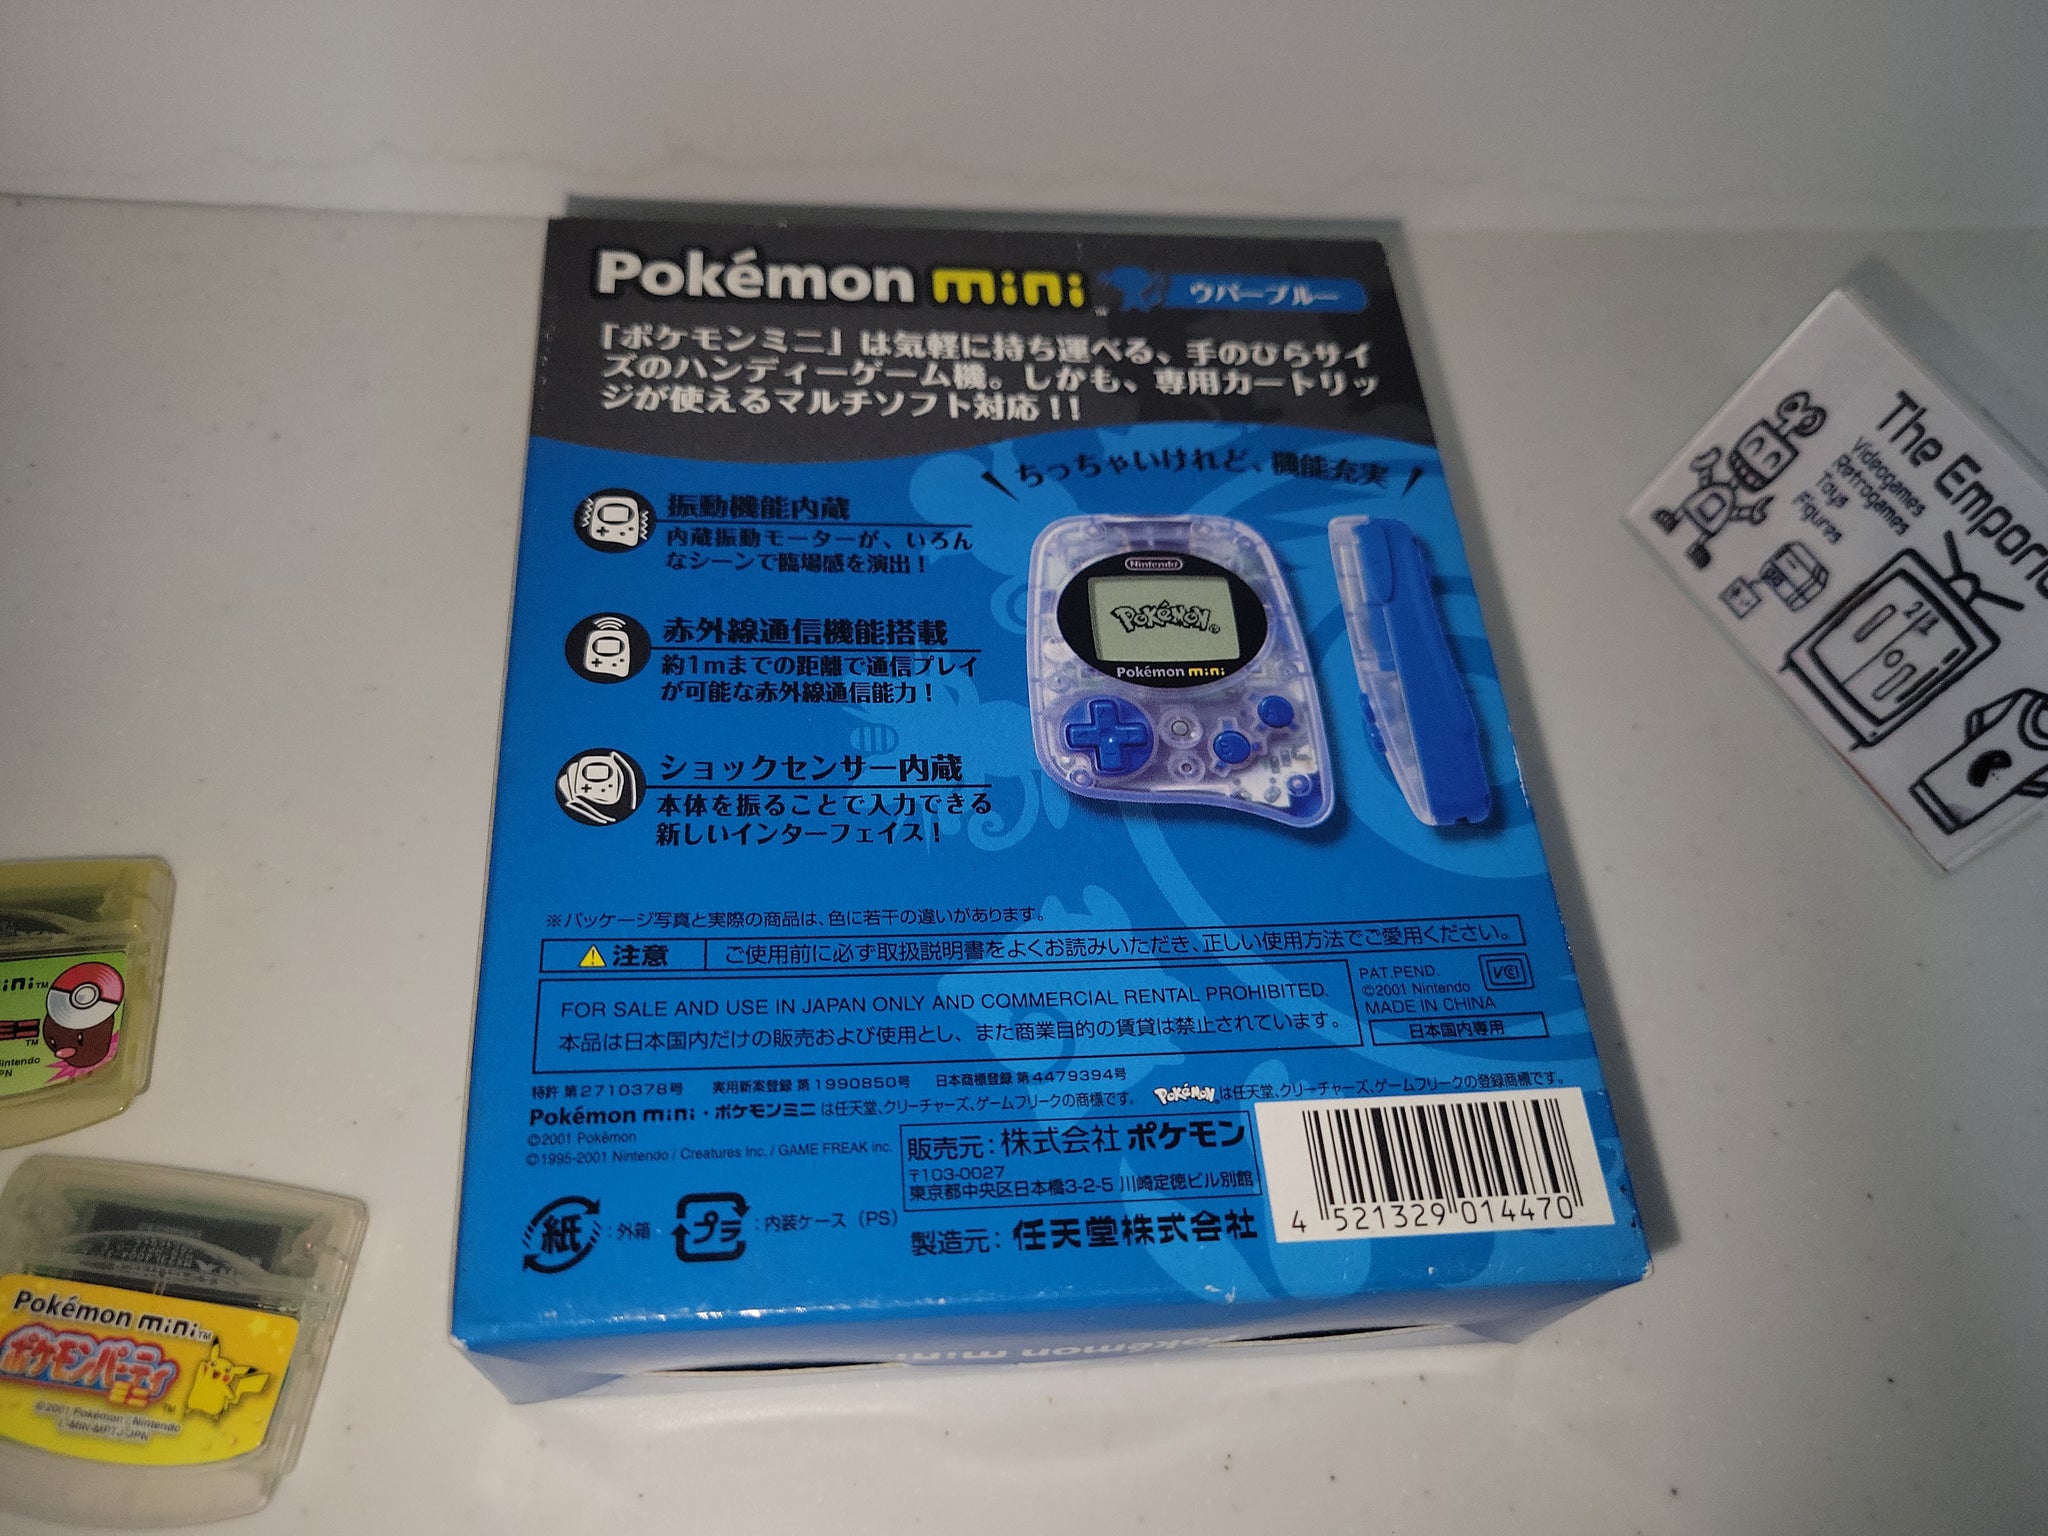 Pokémon mini™ ウパーブルー
「ポケモンミニ」は気軽に持ち運べる、手のひらサイ
ズのハンディーゲーム機。しかも、専用カートリッ
ジが使えるマルチソフト対応!!
ちっちゃいけれど、機能充実
振動機能内蔵
内蔵振動モーターが、いろん
なシーンで臨場感を演出!
赤外線通信機能搭載
約1mまでの距離で通信プレイ
が可能な赤外線通信能力!
ショックセンサー内蔵
本体を振ることで入力できる
新しいインターフェイス!
Nintendo
Pokémon
Pokémon mini
※パッケージ写真と実際の商品は、色に若干の違いがあります。
注意 ご使用前に必ず取扱説明書をよくお読みいただき、正しい使用方法でご愛用ください。
FOR SALE AND USE IN JAPAN ONLY AND COMMERCIAL RENTAL PROHIBITED.
本品は日本国内だけの販売および使用とし、また商業目的の賃貸は禁止されています。
PAT.PEND.
©2001 Nintendo
MADE IN CHINA
VCI
日本国内専用
特許 第2710378号 実用新案登録 第1990850号 日本商標登録 第4479394号
Pokémon mini・ポケモンミニ は任天堂、クリーチャーズ、ゲームフリークの商標です。 Pokémonは任天堂、クリーチャーズ、ゲームフリークの登録商標です。
©2001 Pokémon
©1995-2001 Nintendo / Creatures Inc. / GAME FREAK inc.
販売元:株式会社 ポケモン
〒103-0027
東京都中央区日本橋3-2-5 川崎定徳ビル別館
製造元:任天堂株式会社
紙:外箱 プラ:内装ケース (PS)
4 521329 014470
Pokémon mini
The Emporiu
Videogames
Retrogames
Toys
Figures
ini™
™
intendo
PN
Pokémon mini™
ポケモンパーティ
ミニ™
©2001 Pokémon / Nintendo
L-MIN-MPTJ-JPN